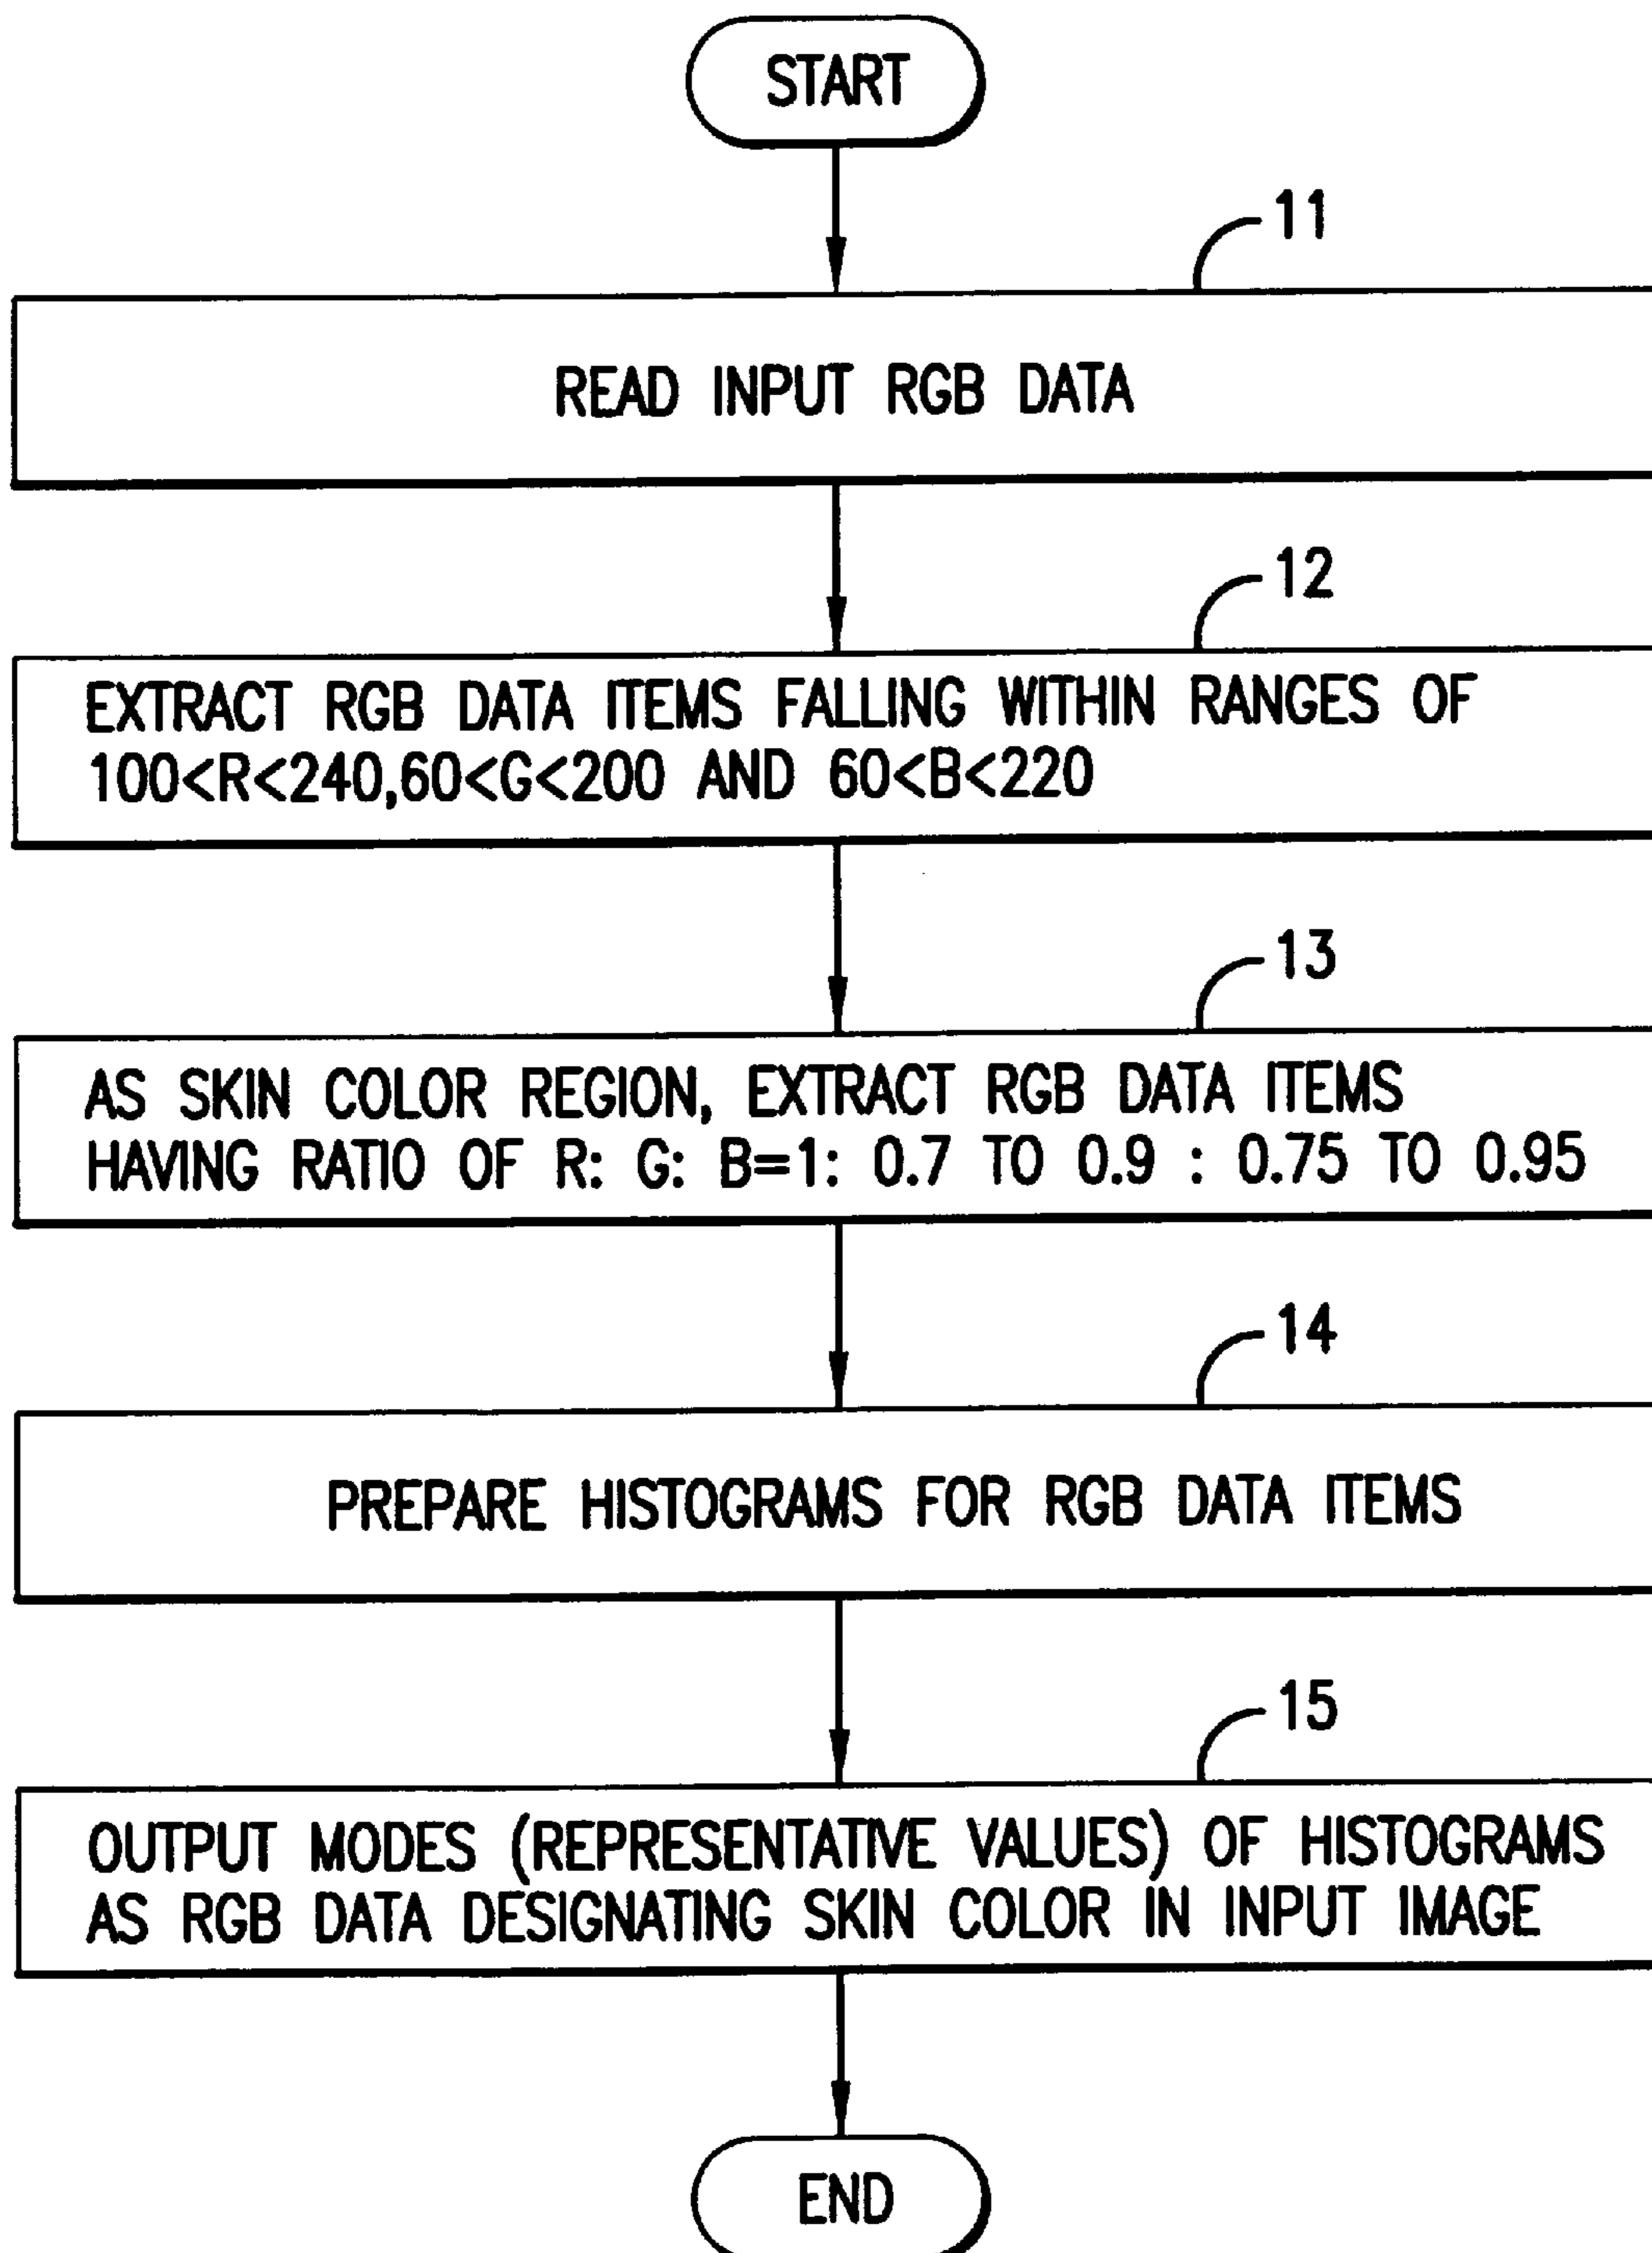 START
11
READ INPUT RGB DATA
12
EXTRACT RGB DATA ITEMS FALLING WITHIN RANGES OF
100<R<240,60<G<200 AND 60<B<220
13
AS SKIN COLOR REGION, EXTRACT RGB DATA ITEMS
HAVING RATIO OF R: G: B=1: 0.7 TO 0.9 : 0.75 TO 0.95
14
PREPARE HISTOGRAMS FOR RGB DATA ITEMS
15
OUTPUT MODES (REPRESENTATIVE VALUES) OF HISTOGRAMS
AS RGB DATA DESIGNATING SKIN COLOR IN INPUT IMAGE
END